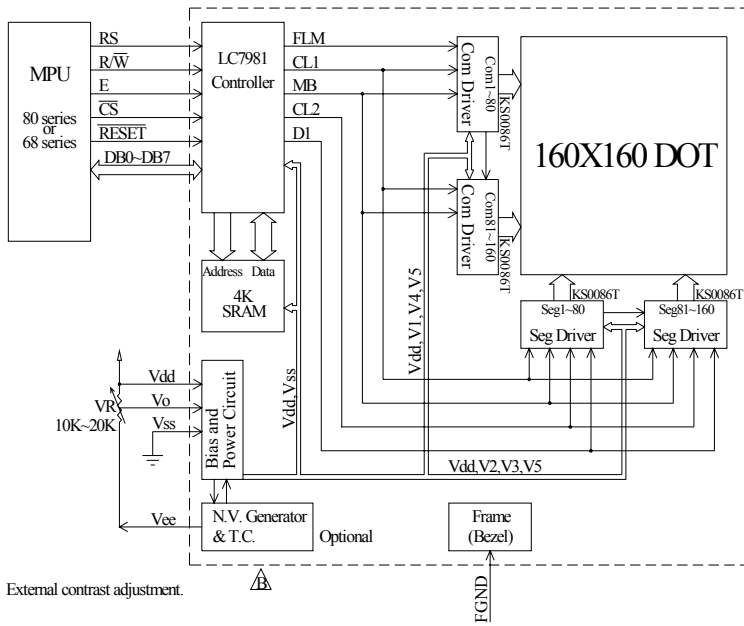 MPU
80 series
or
68 series
RS
R/W̅
E
C̅S̅
R̅E̅S̅E̅T̅
DB0~DB7
LC7981
Controller
FLM
CL1
MB
CL2
D1
Address Data
4K
SRAM
Com Driver
Com1~80
KS0086T
Com Driver
Com81~160
KS0086T
160X160 DOT
KS0086T
KS0086T
Seg1~80
Seg Driver
Seg81~160
Seg Driver
Vdd,V1,V4,V5
Vdd,Vss
Vdd,V2,V3,V5
Vdd
VR
Vo
10K~20K
Vss
Bias and
Power Circuit
Vee
N.V. Generator
& T.C.
Optional
Frame
(Bezel)
FGND
B
External contrast adjustment.